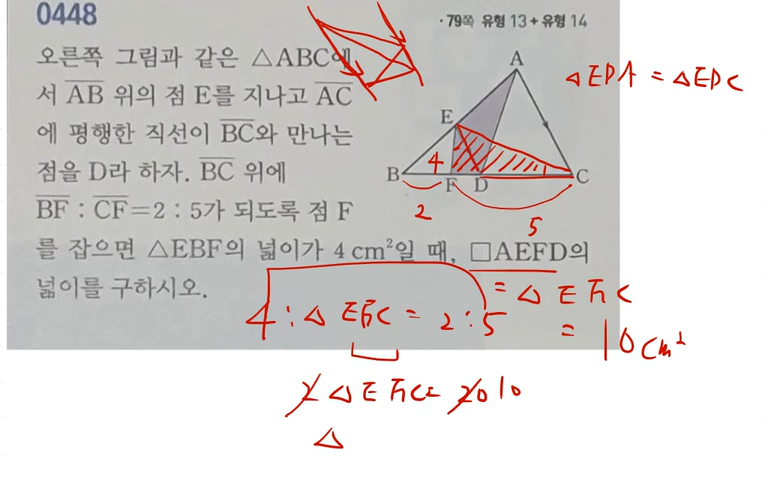 0448
·79쪽 유형 13+유형 14
오른쪽 그림과 같은 △ABC에
서 AB 위의 점 E를 지나고 AC
에 평행한 직선이 BC와 만나는
점을 D라 하자. BC 위에
BF : CF=2 : 5가 되도록 점 F
를 잡으면 △EBF의 넓이가 4 cm²일 때, □AEFD의
넓이를 구하시오.
A
E
B
F
D
C
4
2
5
△EDA = △EDC
= △EFC
= 10cm²
4 : △EFC = 2 : 5
2△EFC= 20 10
△